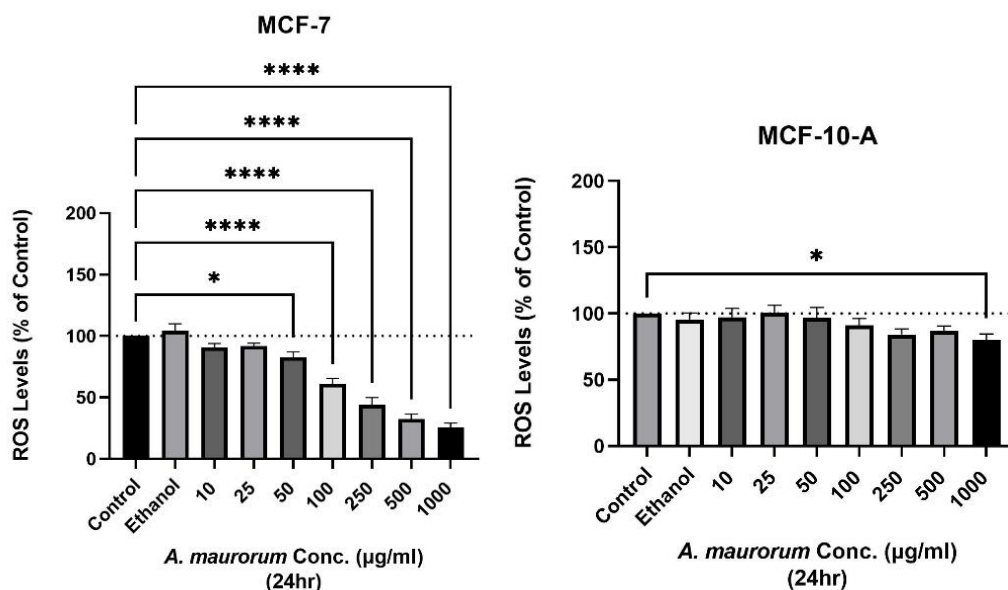 MCF-7
****
****
****
****
*
ROS Levels (% of Control)
200
150
100
50
0
Control
Ethanol
10
25
50
100
250
500
1000
A. maurorum Conc. (µg/ml)
(24hr)
MCF-10-A
*
ROS Levels (% of Control)
200
150
100
50
0
Control
Ethanol
10
25
50
100
250
500
1000
A. maurorum Conc. (µg/ml)
(24hr)